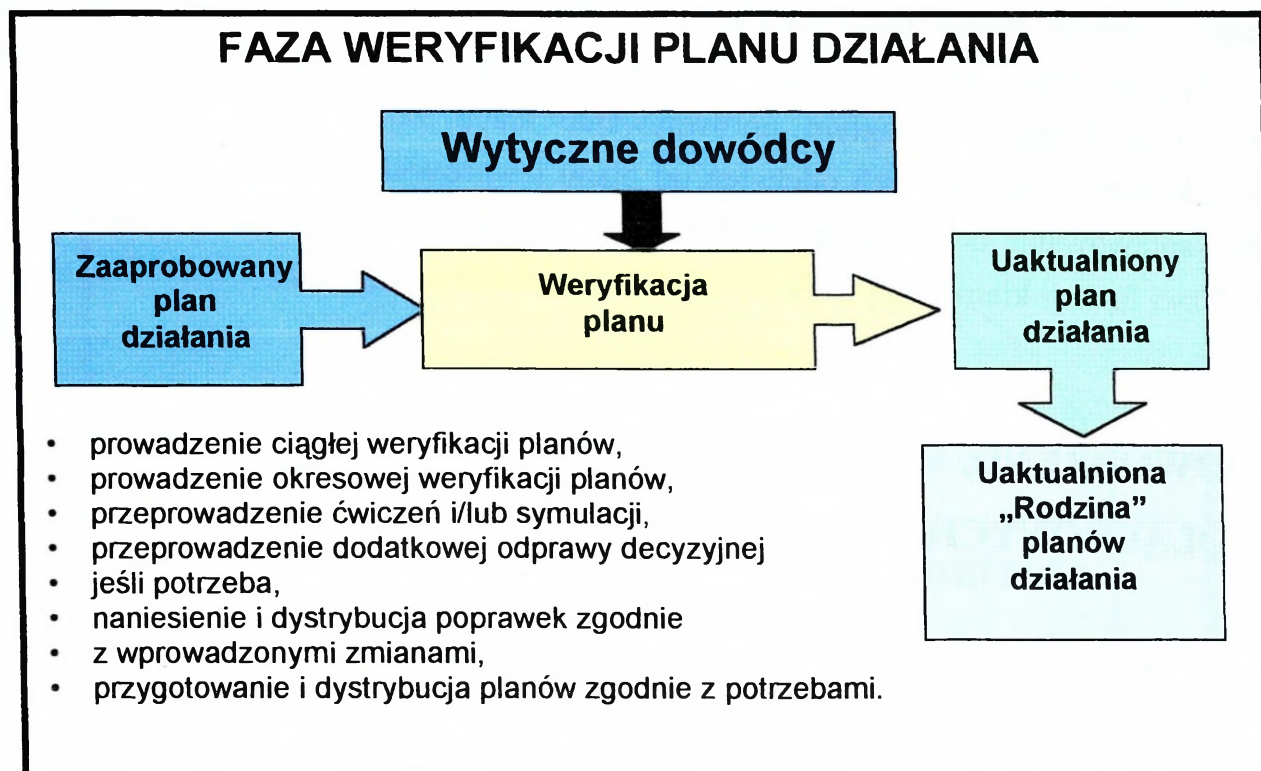 FAZA WERYFIKACJI PLANU DZIAŁANIA
Wytyczne dowódcy
Zaaprobowany
plan
działania
Weryfikacja
planu
Uaktualniony
plan
działania
Uaktualniona
„Rodzina”
planów
działania
• prowadzenie ciągłej weryfikacji planów,
• prowadzenie okresowej weryfikacji planów,
• przeprowadzenie ćwiczeń i/lub symulacji,
• przeprowadzenie dodatkowej odprawy decyzyjnej
• jeśli potrzeba,
• naniesienie i dystrybucja poprawek zgodnie
• z wprowadzonymi zmianami,
• przygotowanie i dystrybucja planów zgodnie z potrzebami.